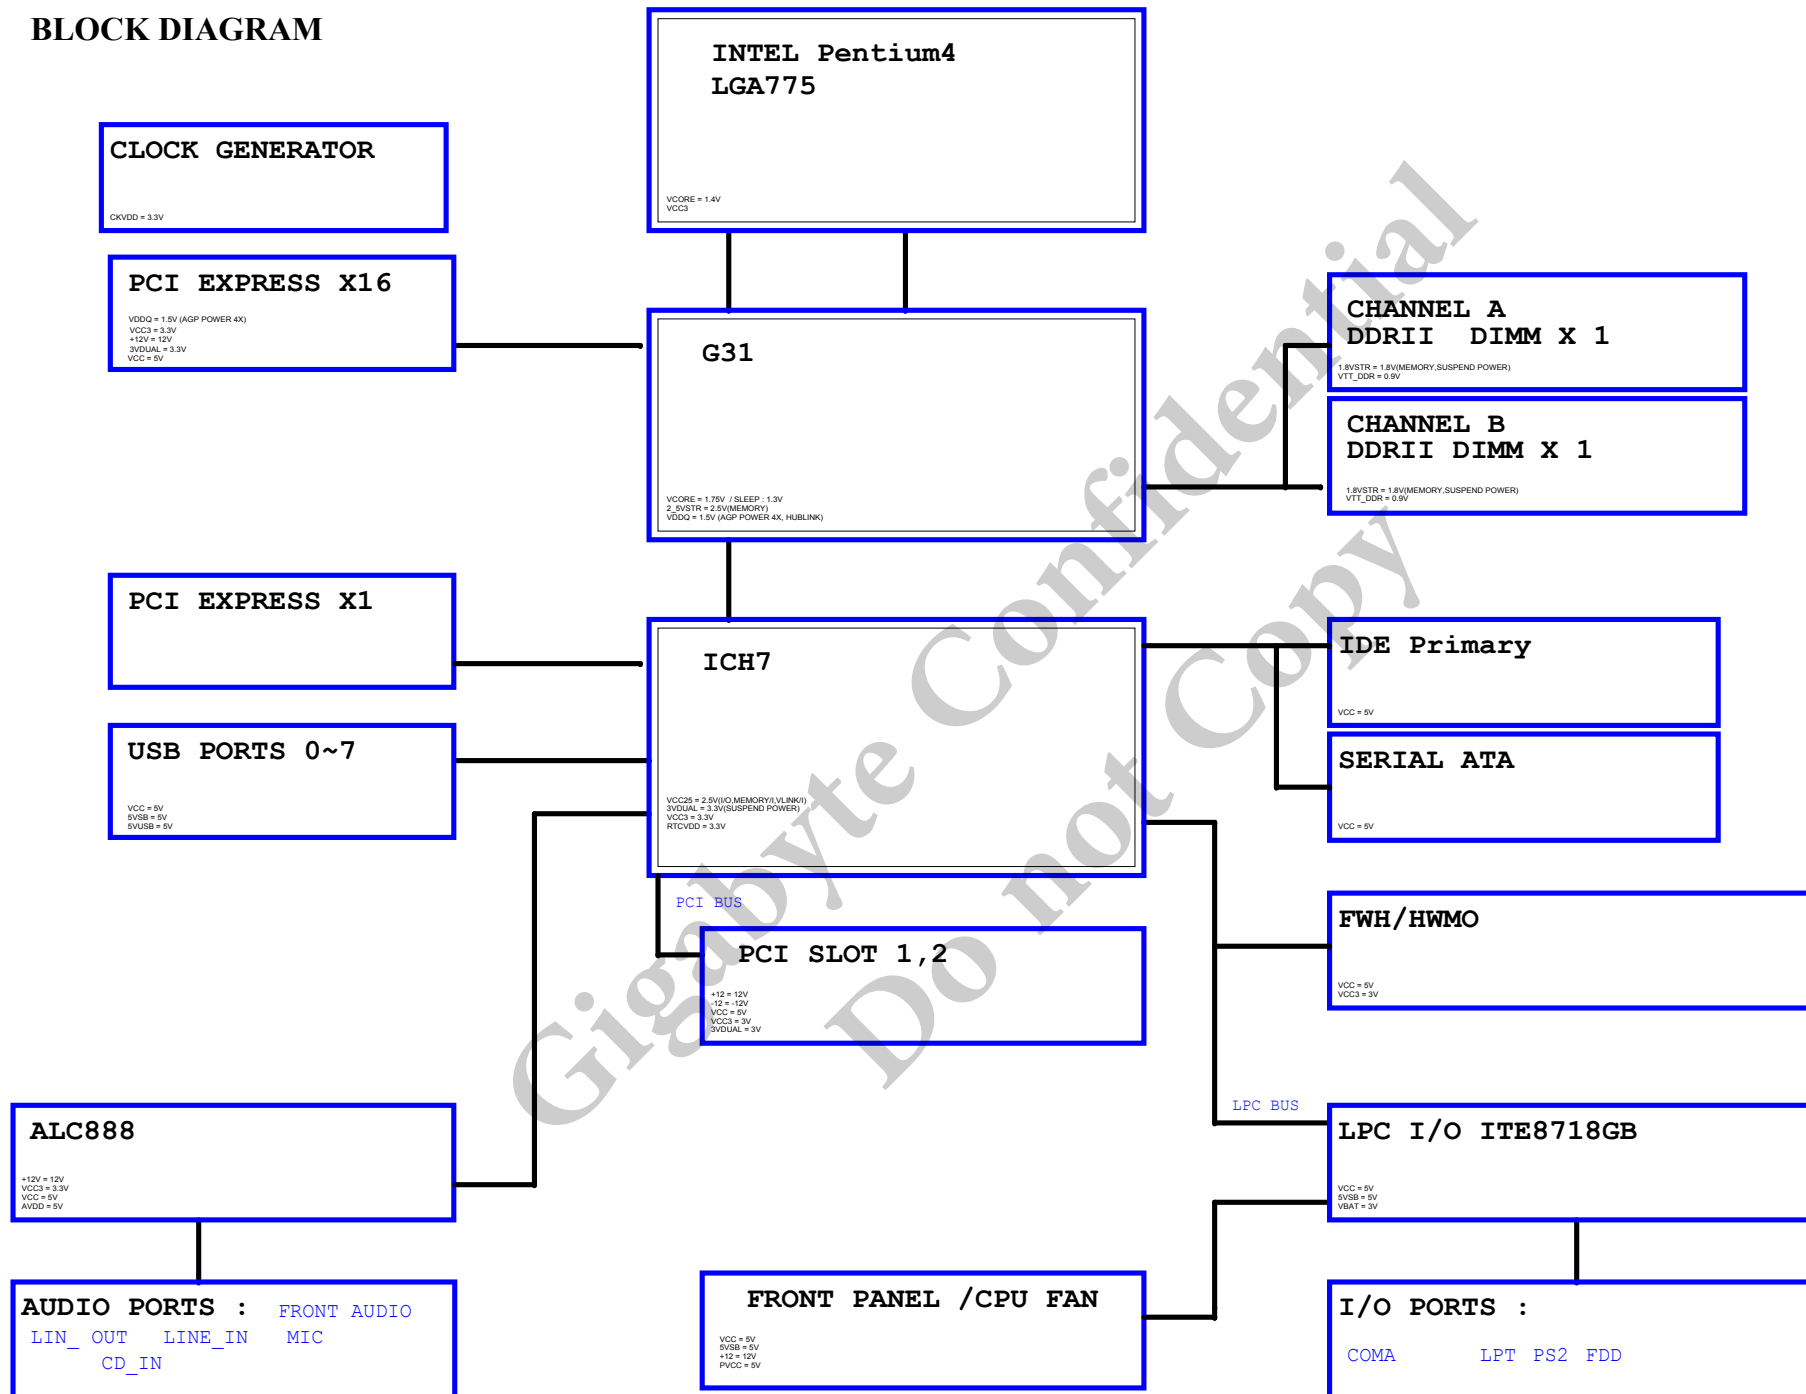 BLOCK DIAGRAM
INTEL Pentium4
LGA775
VCORE = 1.4V
VCC3
CLOCK GENERATOR
CKVDD = 3.3V
PCI EXPRESS X16
VDDQ = 1.5V (AGP POWER 4X)
VCC3 = 3.3V
+12V = 12V
3VDUAL = 3.3V
VCC = 5V
G31
VCORE = 1.75V / SLEEP : 1.3V
2_5VSTR = 2.5V(MEMORY)
VDDQ = 1.5V (AGP POWER 4X, HUBLINK)
CHANNEL A
DDRII DIMM X 1
1.8VSTR = 1.8V(MEMORY,SUSPEND POWER)
VTT_DDR = 0.9V
CHANNEL B
DDRII DIMM X 1
1.8VSTR = 1.8V(MEMORY,SUSPEND POWER)
VTT_DDR = 0.9V
PCI EXPRESS X1
ICH7
VCC25 = 2.5V(I/O,MEMORY/I,VLINK/I)
3VDUAL = 3.3V(SUSPEND POWER)
VCC3 = 3.3V
RTCVDD = 3.3V
IDE Primary
VCC = 5V
USB PORTS 0~7
VCC = 5V
5VSB = 5V
5VUSB = 5V
SERIAL ATA
VCC = 5V
PCI BUS
PCI SLOT 1,2
+12 = 12V
-12 = -12V
VCC = 5V
VCC3 = 3V
3VDUAL = 3V
FWH/HWMO
VCC = 5V
VCC3 = 3V
LPC BUS
ALC888
+12V = 12V
VCC3 = 3.3V
VCC = 5V
AVDD = 5V
LPC I/O ITE8718GB
VCC = 5V
5VSB = 5V
VBAT = 3V
AUDIO PORTS : FRONT AUDIO
LIN_ OUT LINE_IN MIC
CD_IN
FRONT PANEL /CPU FAN
VCC = 5V
5VSB = 5V
+12 = 12V
PVCC = 5V
I/O PORTS :
COMA LPT PS2 FDD
Gigabyte Confidential
Do not Copy